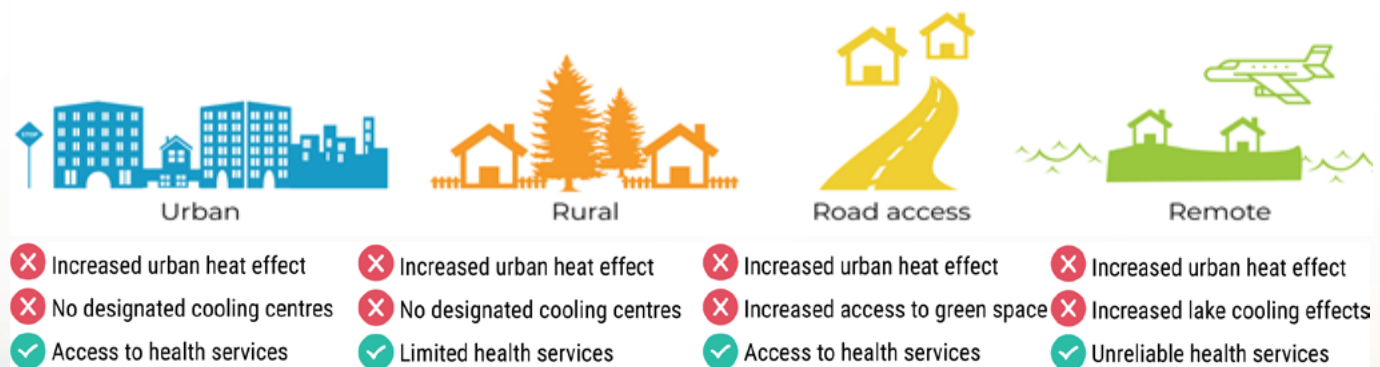 STOP
Urban
Rural
Road access
Remote
Increased urban heat effect
No designated cooling centres
Access to health services
Increased urban heat effect
No designated cooling centres
Limited health services
Increased urban heat effect
Increased access to green space
Access to health services
Increased urban heat effect
Increased lake cooling effects
Unreliable health services